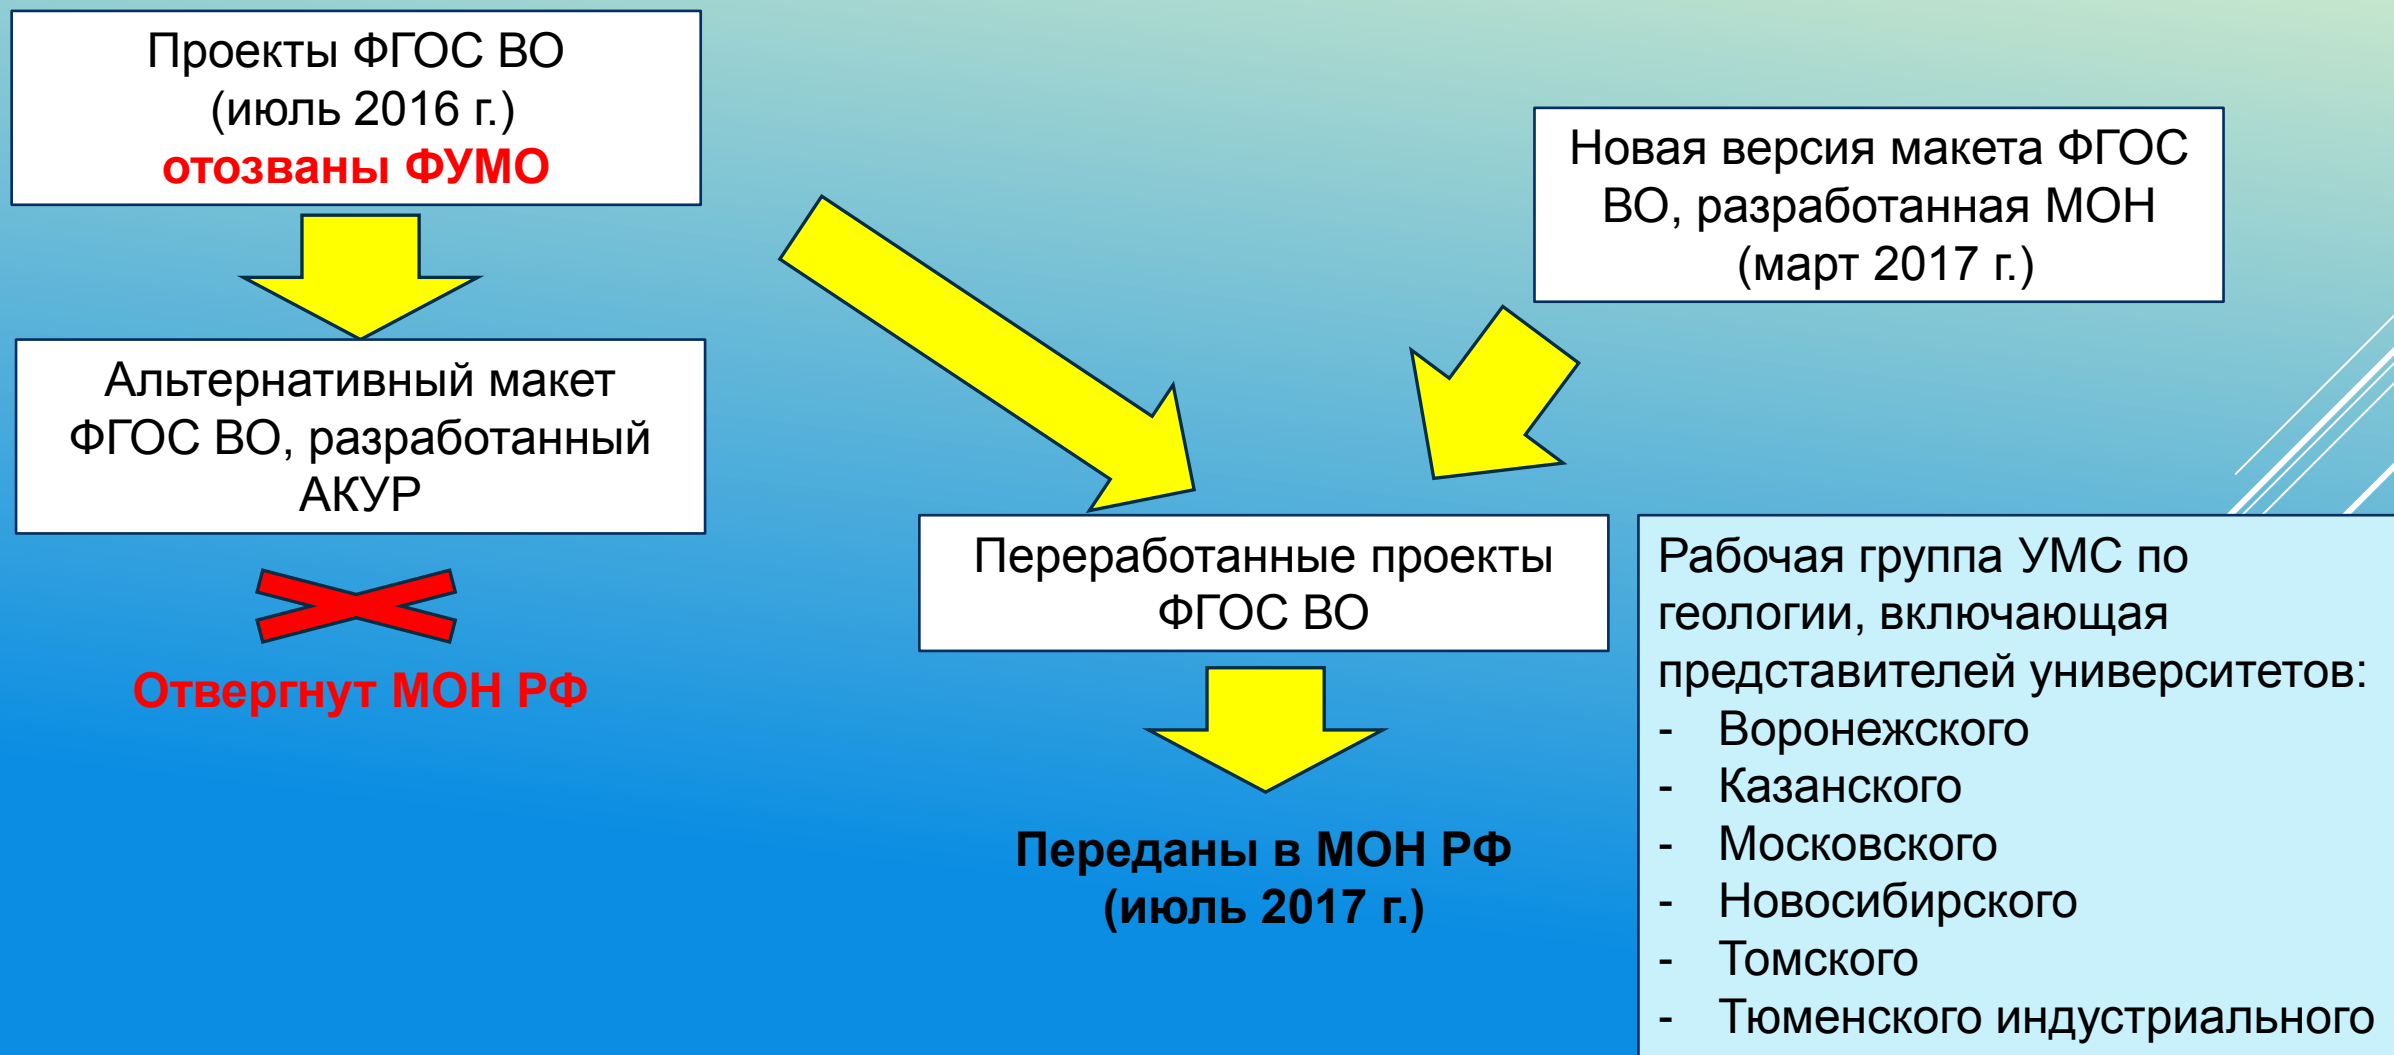 Проекты ФГОС ВО
(июль 2016 г.)
отозваны ФУМО
Альтернативный макет
ФГОС ВО, разработанный
АКУР
Отвергнут МОН РФ
Новая версия макета ФГОС
ВО, разработанная МОН
(март 2017 г.)
Переработанные проекты
ФГОС ВО
Переданы в МОН РФ
(июль 2017 г.)
Рабочая группа УМС по
геологии, включающая
представителей университетов:
- Воронежского
- Казанского
- Московского
- Новосибирского
- Томского
- Тюменского индустриального